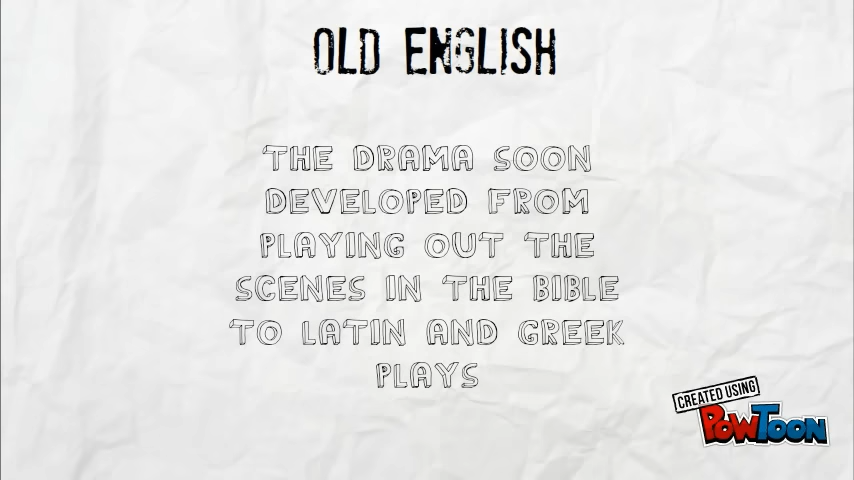 OLD ENGLISH
THE DRAMA SOON
DEVELOPED FROM
PLAYING OUT THE
SCENES IN THE BIBLE
TO LATIN AND GREEK
PLAYS
CREATED USING
POWTOON